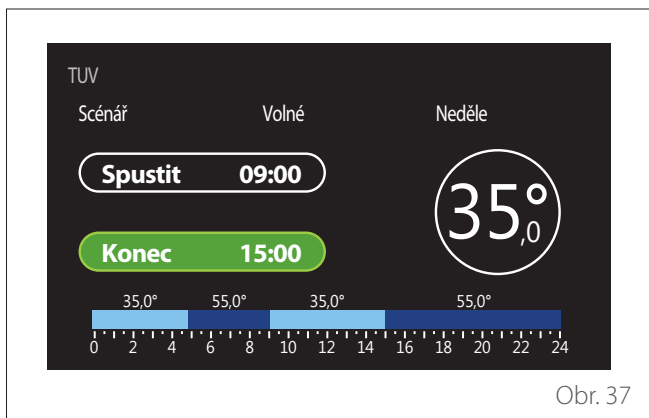 TUV
Scénář Volné Neděle
Spustit 09:00
35,0°
Konec 15:00
35,0° 55,0° 35,0° 55,0°
0 2 4 6 8 10 12 14 16 18 20 22 24
Obr. 37